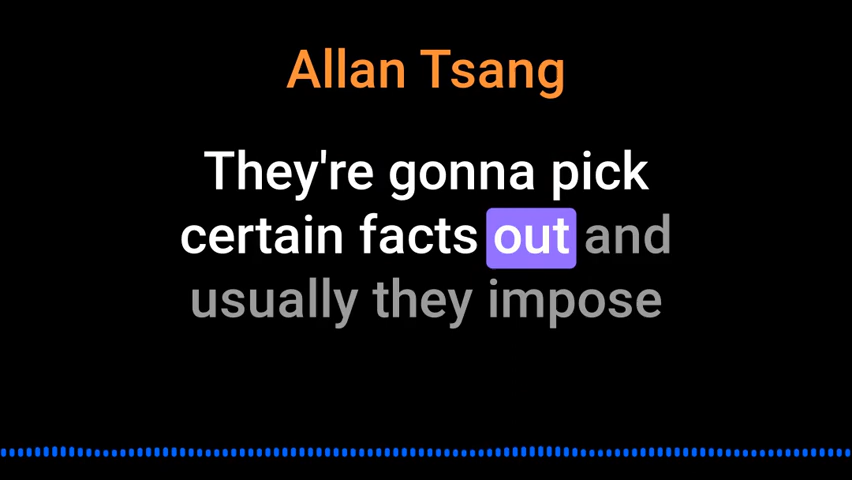 Allan Tsang
They're gonna pick
certain facts out and
usually they impose